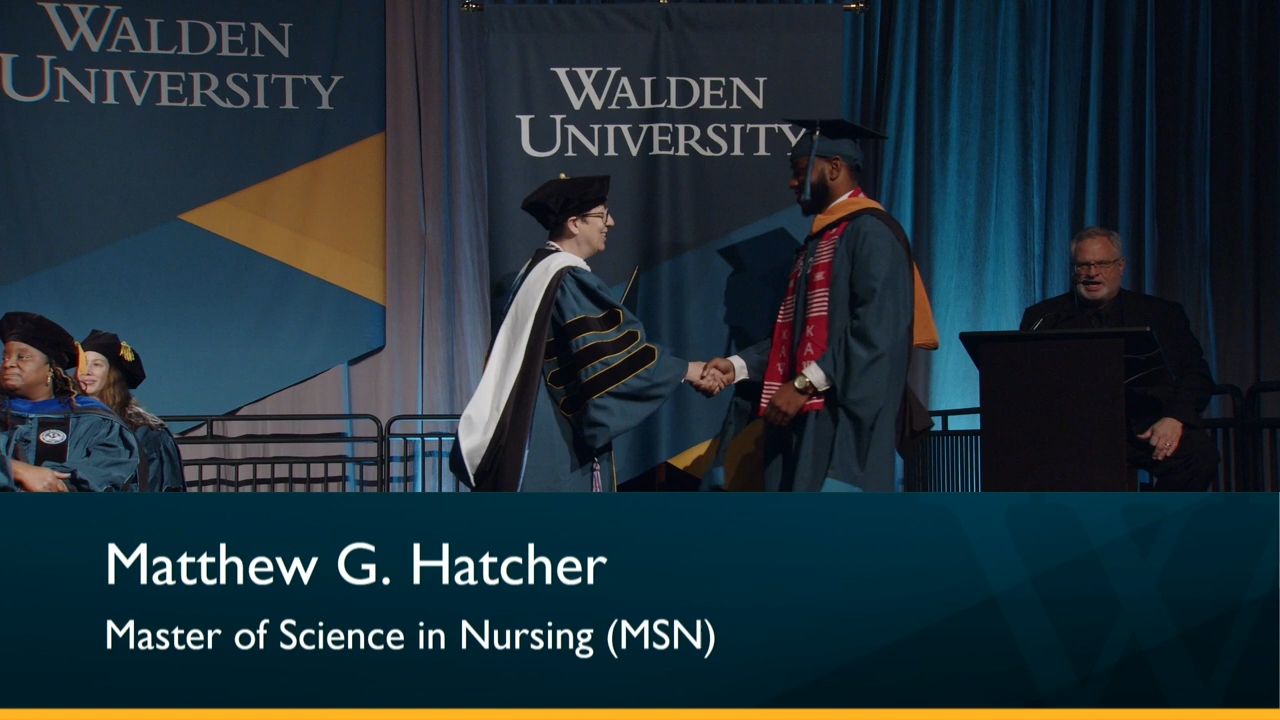 WALDEN
UNIVERSITY
WALDEN
UNIVERSITY
Matthew G. Hatcher
Master of Science in Nursing (MSN)